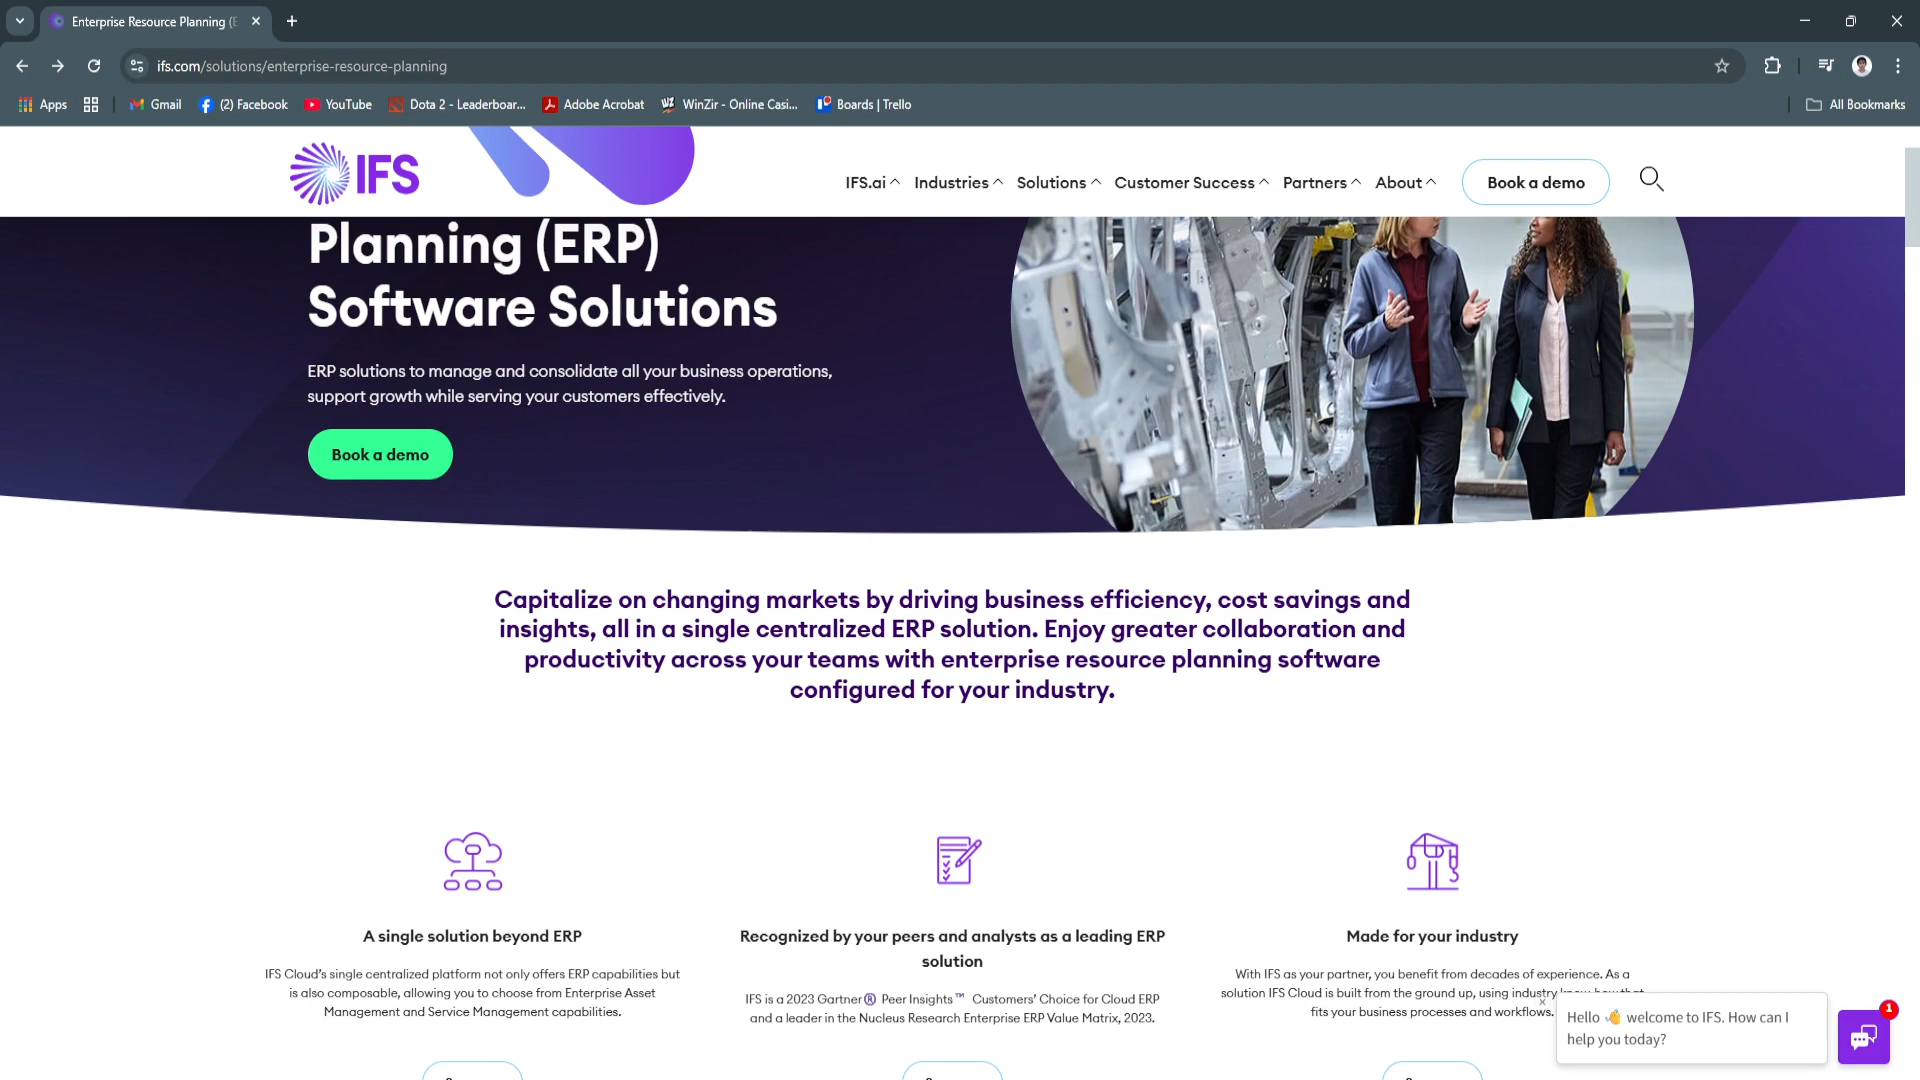 Enterprise Resource Planning (E
ifs.com/solutions/enterprise-resource-planning
Apps
Gmail
(2) Facebook
YouTube
Dota 2 - Leaderboar...
Adobe Acrobat
WinZir - Online Casi...
Boards | Trello
All Bookmarks
IFS
IFS.ai
Industries
Solutions
Customer Success
Partners
About
Book a demo
Planning (ERP)
Software Solutions
ERP solutions to manage and consolidate all your business operations,
support growth while serving your customers effectively.
Book a demo
Capitalize on changing markets by driving business efficiency, cost savings and
insights, all in a single centralized ERP solution. Enjoy greater collaboration and
productivity across your teams with enterprise resource planning software
configured for your industry.
A single solution beyond ERP
IFS Cloud's single centralized platform not only offers ERP capabilities but
is also composable, allowing you to choose from Enterprise Asset
Management and Service Management capabilities.
Recognized by your peers and analysts as a leading ERP
solution
IFS is a 2023 Gartner® Peer Insights™ Customers' Choice for Cloud ERP
and a leader in the Nucleus Research Enterprise ERP Value Matrix, 2023.
Made for your industry
With IFS as your partner, you benefit from decades of experience. As a
solution IFS Cloud is built from the ground up, using industry know-how that
fits your business processes and workflows.
Hello 👋 welcome to IFS. How can I
help you today?
1